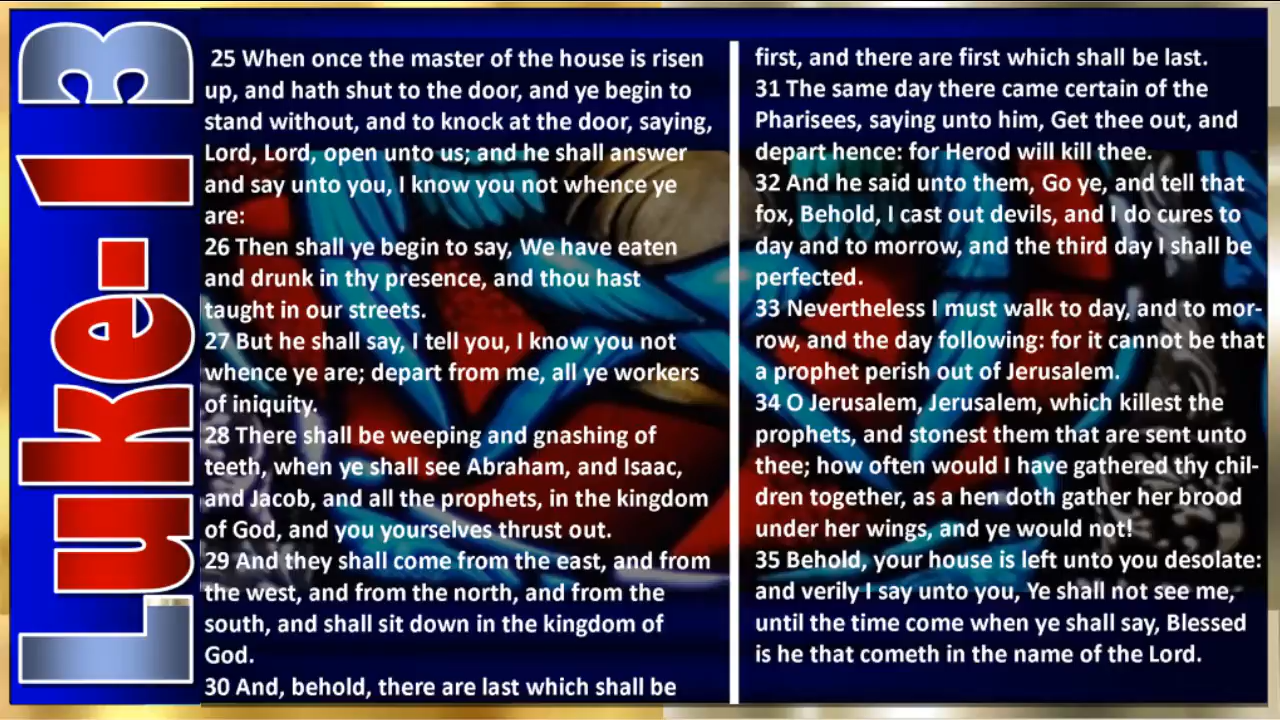 Luke. 13
25 When once the master of the house is risen
up, and hath shut to the door, and ye begin to
stand without, and to knock at the door, saying,
Lord, Lord, open unto us; and he shall answer
and say unto you, I know you not whence ye
are:
26 Then shall ye begin to say, We have eaten
and drunk in thy presence, and thou hast
taught in our streets.
27 But he shall say, I tell you, I know you not
whence ye are; depart from me, all ye workers
of iniquity.
28 There shall be weeping and gnashing of
teeth, when ye shall see Abraham, and Isaac,
and Jacob, and all the prophets, in the kingdom
of God, and you yourselves thrust out.
29 And they shall come from the east, and from
the west, and from the north, and from the
south, and shall sit down in the kingdom of
God.
30 And, behold, there are last which shall be
first, and there are first which shall be last.
31 The same day there came certain of the
Pharisees, saying unto him, Get thee out, and
depart hence: for Herod will kill thee.
32 And he said unto them, Go ye, and tell that
fox, Behold, I cast out devils, and I do cures to
day and to morrow, and the third day I shall be
perfected.
33 Nevertheless I must walk to day, and to mor-
row, and the day following: for it cannot be that
a prophet perish out of Jerusalem.
34 O Jerusalem, Jerusalem, which killest the
prophets, and stonest them that are sent unto
thee; how often would I have gathered thy chil-
dren together, as a hen doth gather her brood
under her wings, and ye would not!
35 Behold, your house is left unto you desolate:
and verily I say unto you, Ye shall not see me,
until the time come when ye shall say, Blessed
is he that cometh in the name of the Lord.